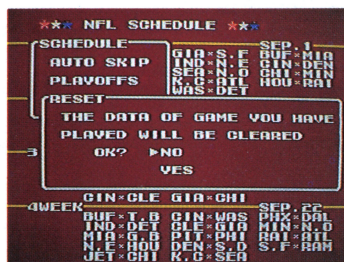 ★★★ NFL SCHEDULE ★★★
SCHEDULE
AUTO SKIP
PLAYOFFS
SEP. 1
GIA×S.F BUF×MIA
IND×N.E CIN×DEN
SEA×N.O CHI×MIN
K.C×ATL HOU×RAI
WAS×DET
RESET
THE DATA OF GAME YOU HAVE
PLAYED WILL BE CLEARED
OK? ▶NO
YES
3
CIN×CLE GIA×CHI
4WEEK SEP.22
BUF×T.B CIN×WAS PHX×DAL
IND×DET CLE×GIA MIN×N.O
MIA×G.B PIT×PHI RAI×ATL
N.E×HOU DEN×S.D S.F×RAM
JET×CHI K.C×SEA